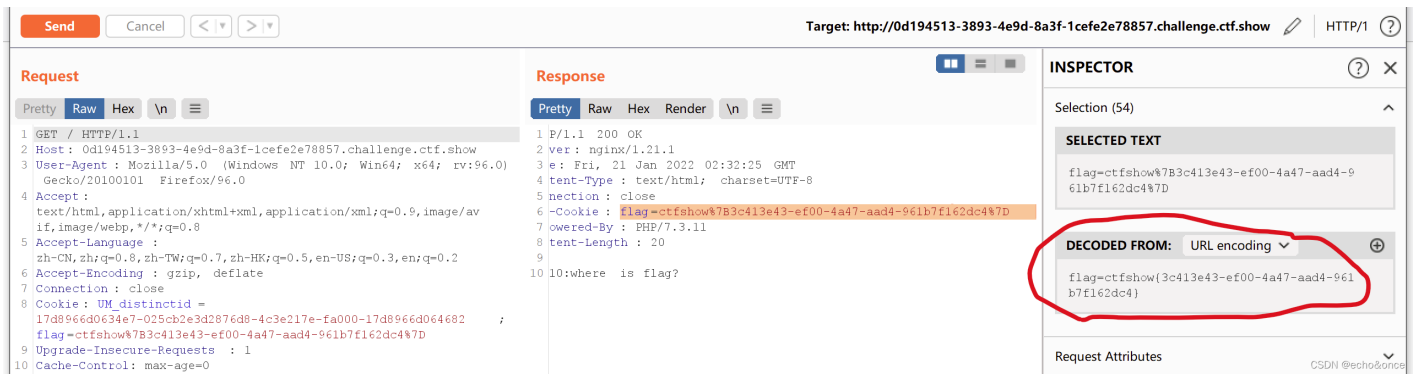 Send Cancel < > Target: http://0d194513-3893-4e9d-8a3f-1cefe2e78857.challenge.ctf.show HTTP/1 ?
Request
Pretty Raw Hex \n
1 GET / HTTP/1.1
2 Host: 0d194513-3893-4e9d-8a3f-1cefe2e78857.challenge.ctf.show
3 User-Agent : Mozilla/5.0 (Windows NT 10.0; Win64; x64; rv:96.0)
Gecko/20100101 Firefox/96.0
4 Accept :
text/html,application/xhtml+xml,application/xml;q=0.9,image/av
if,image/webp,*/*;q=0.8
5 Accept-Language :
zh-CN,zh;q=0.8,zh-TW;q=0.7,zh-HK;q=0.5,en-US;q=0.3,en;q=0.2
6 Accept-Encoding : gzip, deflate
7 Connection : close
8 Cookie : UM_distinctid =
17d8966d0634e7-025cb2e3d2876d8-4c3e217e-fa000-17d8966d064682 ;
flag=ctfshow%7B3c413e43-ef00-4a47-aad4-961b7f162dc4%7D
9 Upgrade-Insecure-Requests : 1
10 Cache-Control: max-age=0
Response
Pretty Raw Hex Render \n
1 P/1.1 200 OK
2 ver : nginx/1.21.1
3 e : Fri, 21 Jan 2022 02:32:25 GMT
4 tent-Type : text/html; charset=UTF-8
5 nection : close
6 -Cookie : flag=ctfshow%7B3c413e43-ef00-4a47-aad4-961b7f162dc4%7D
7 owered-By : PHP/7.3.11
8 tent-Length : 20
9
10 10:where is flag?
INSPECTOR ?
Selection (54)
SELECTED TEXT
flag=ctfshow%7B3c413e43-ef00-4a47-aad4-9
61b7f162dc4%7D
DECODED FROM: URL encoding
flag=ctfshow{3c413e43-ef00-4a47-aad4-961
b7f162dc4}
Request Attributes
CSDN @echo&once